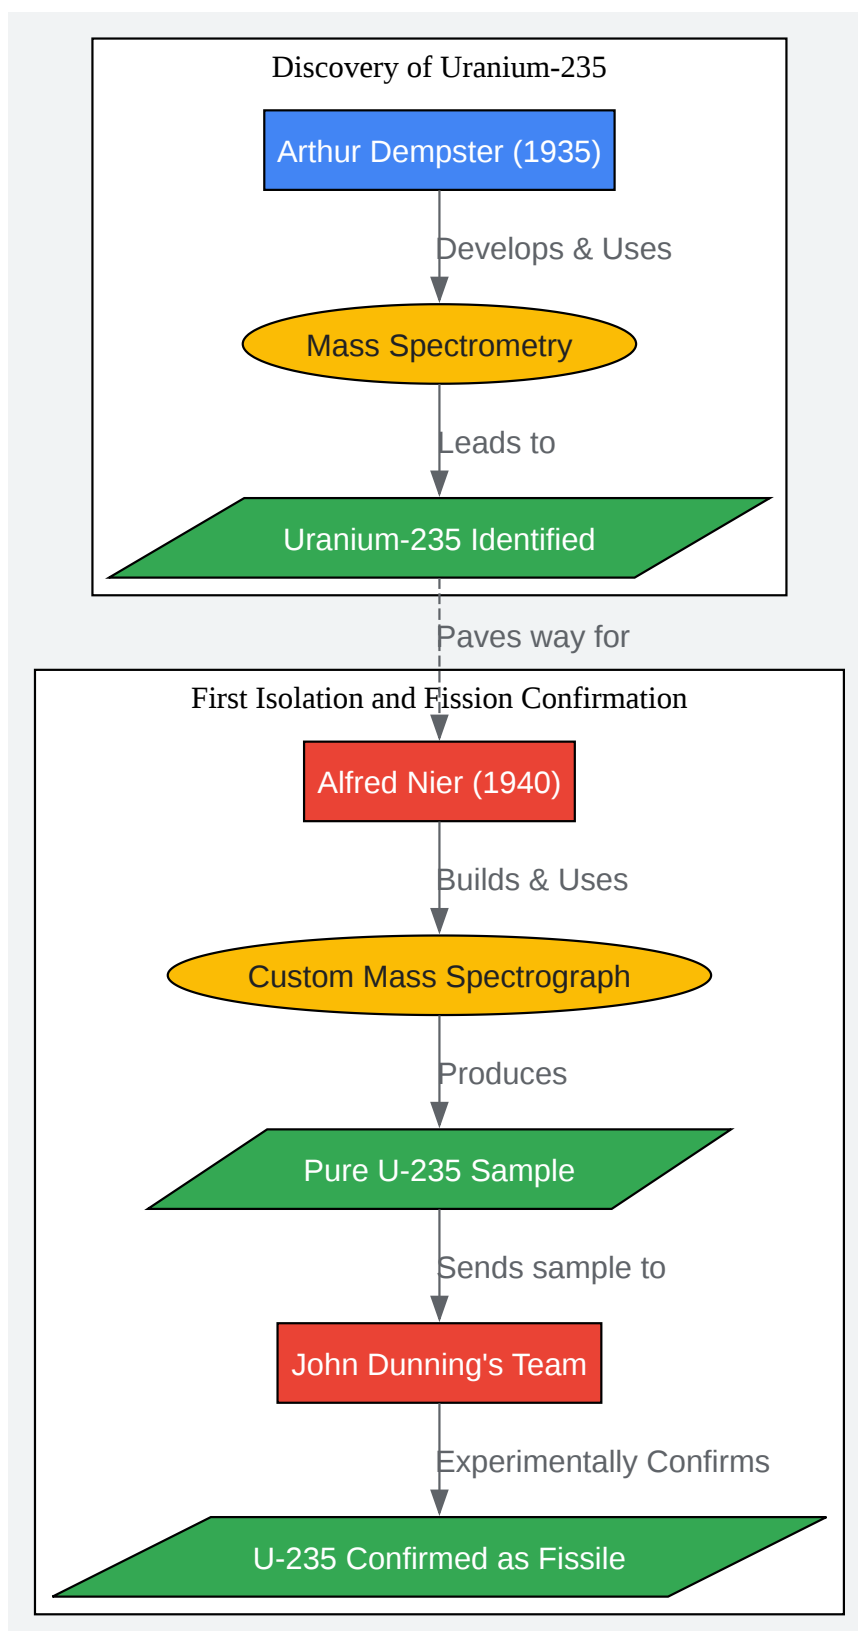 Discovery of Uranium-235
Arthur Dempster (1935)
Develops & Uses
Mass Spectrometry
Leads to
Uranium-235 Identified
Paves way for
First Isolation and Fission Confirmation
Alfred Nier (1940)
Builds & Uses
Custom Mass Spectrograph
Produces
Pure U-235 Sample
Sends sample to
John Dunning's Team
Experimentally Confirms
U-235 Confirmed as Fissile